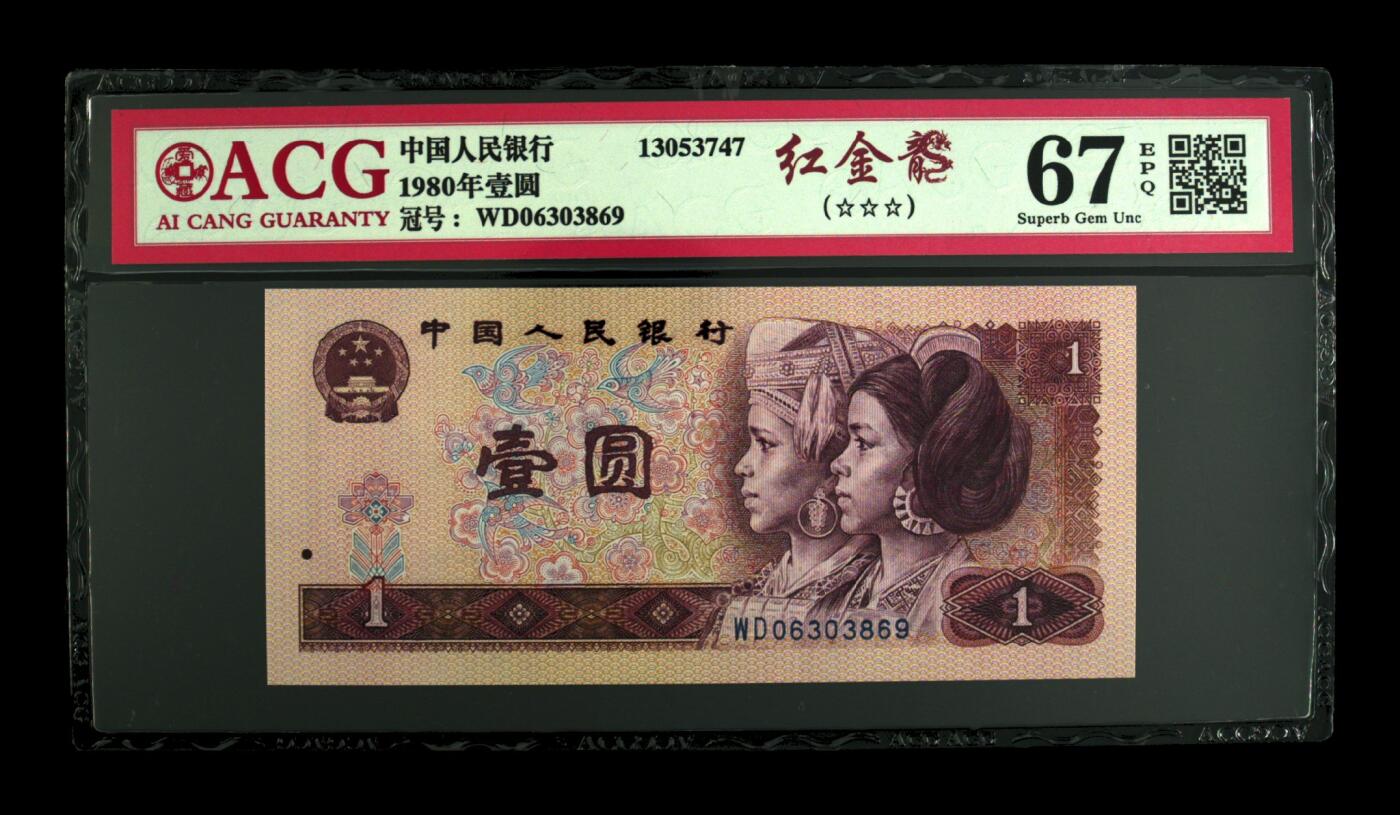 ACG
AI CANG GUARANTY
中国人民银行
1980年壹圆
冠号： WD06303869
13053747
红金龍
(☆☆☆)
67
EPQ
Superb Gem Unc
中国人民银行
1
壹圆
1
WD06303869
1